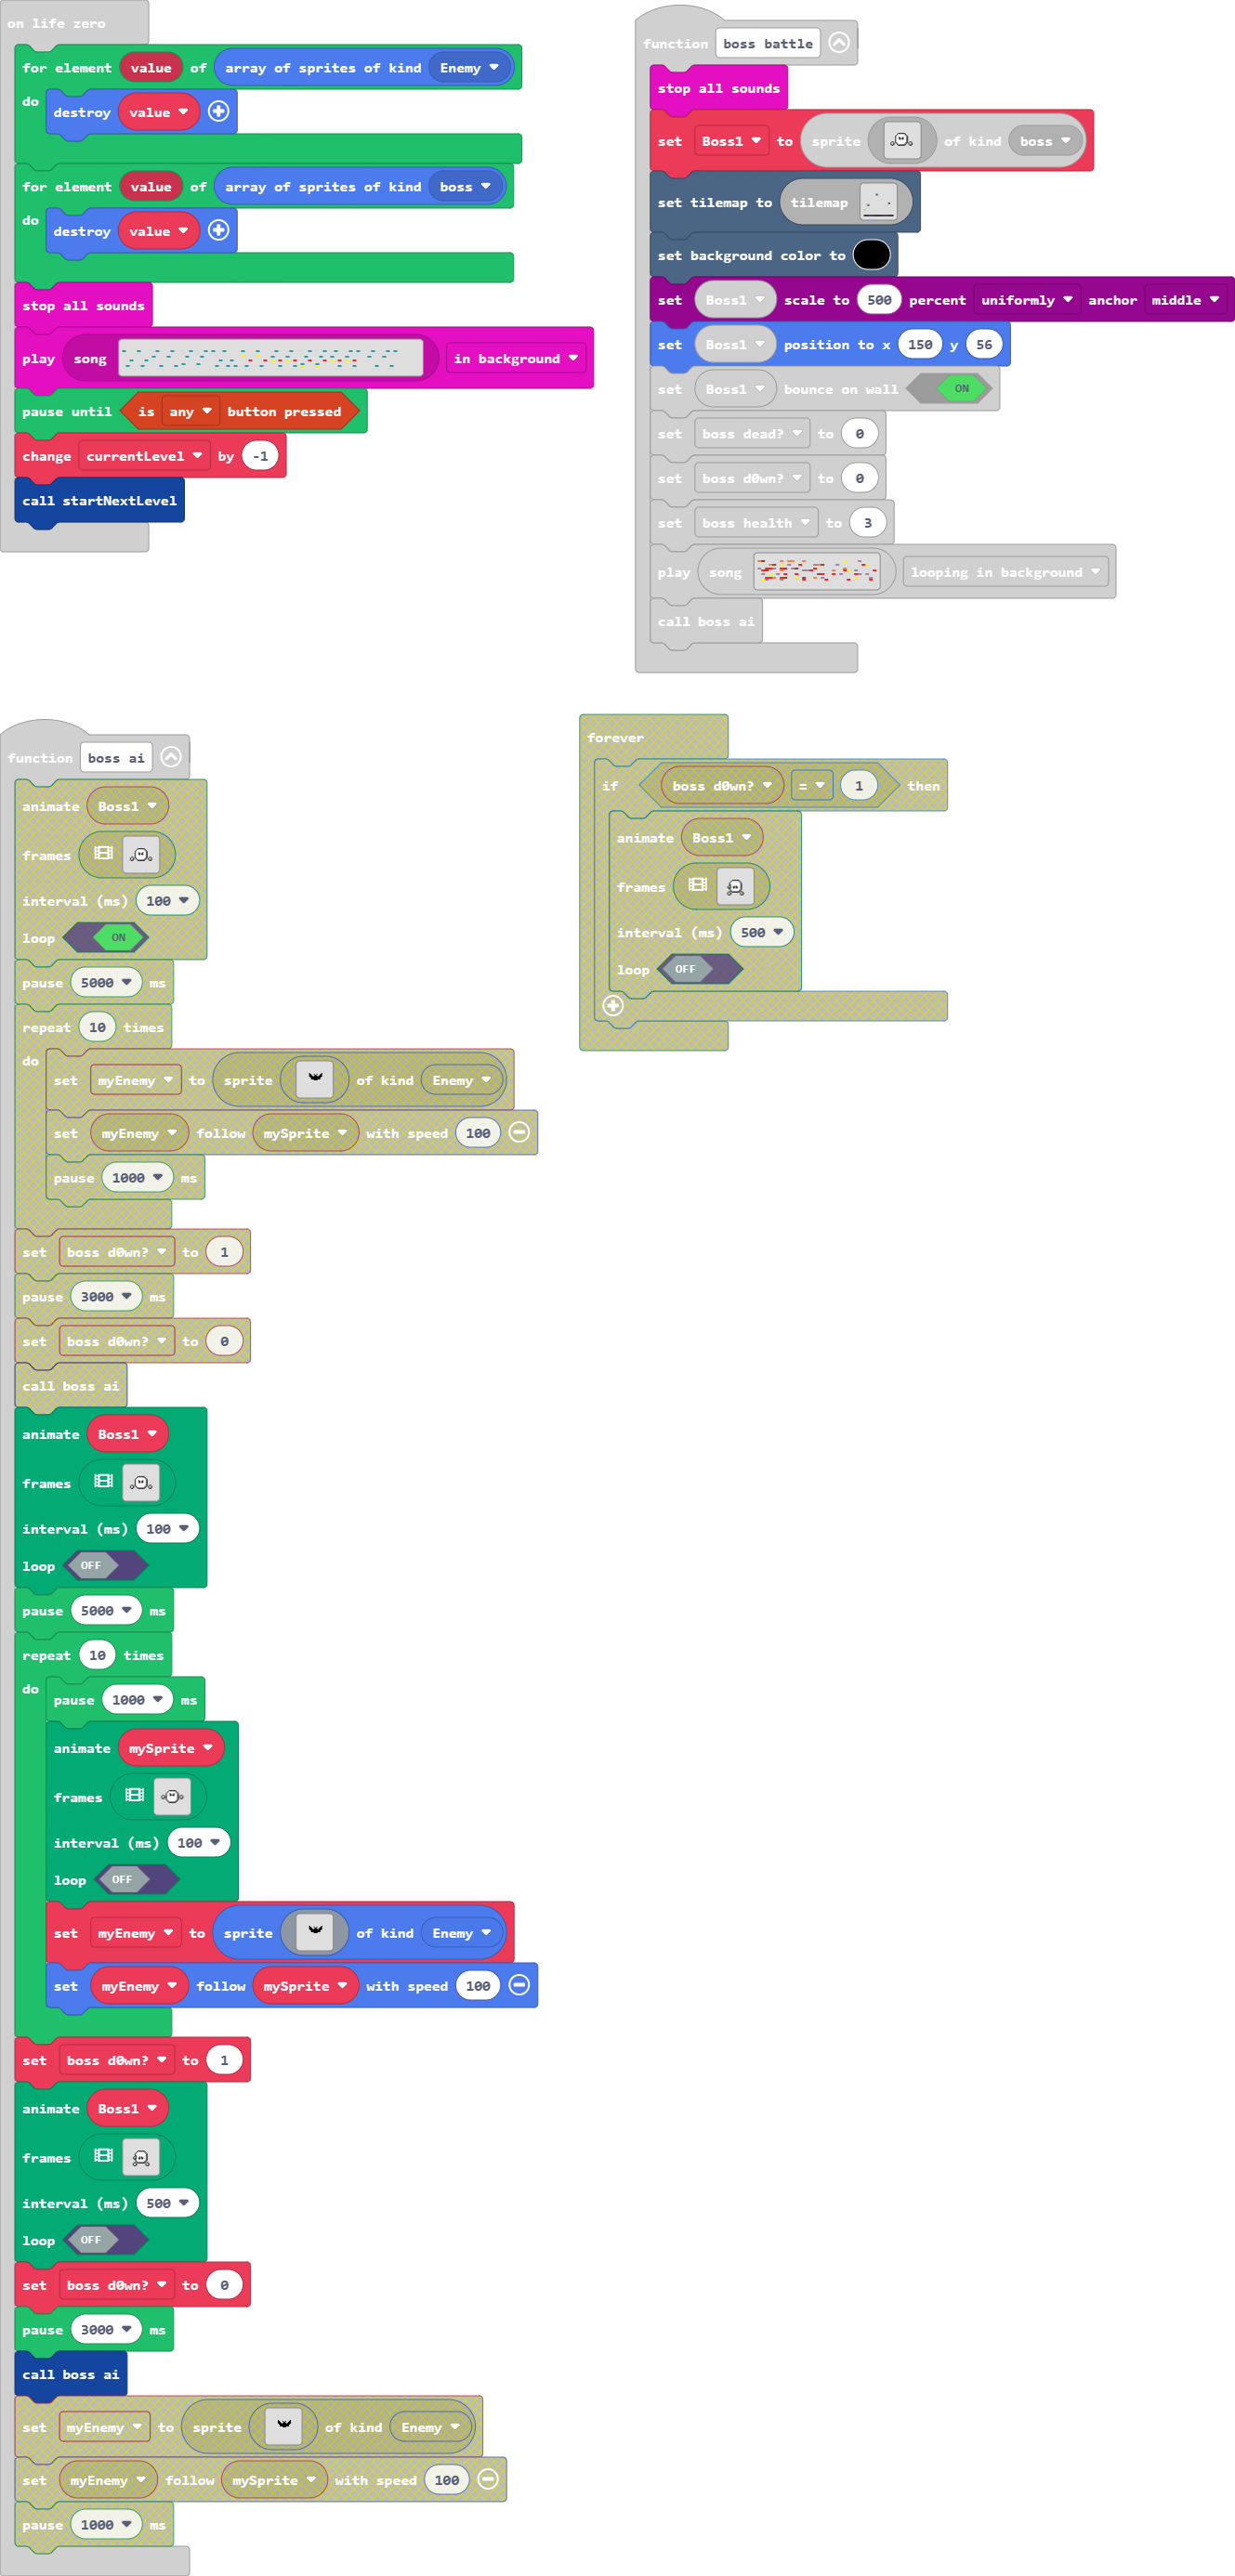 on life zero
for element value of array of sprites of kind Enemy
do
destroy value
for element value of array of sprites of kind boss
do
destroy value
stop all sounds
play song in background
pause until is any button pressed
change currentLevel by -1
call startNextLevel
function boss battle
stop all sounds
set Boss1 to sprite of kind boss
set tilemap to tilemap
set background color to
set Boss1 scale to 500 percent uniformly anchor middle
set Boss1 position to x 150 y 56
set Boss1 bounce on wall ON
set boss dead? to 0
set boss d0wn? to 0
set boss health to 3
play song looping in background
call boss ai
function boss ai
animate Boss1
frames
interval (ms) 100
loop ON
pause 5000 ms
repeat 10 times
do
set myEnemy to sprite of kind Enemy
set myEnemy follow mySprite with speed 100
pause 1000 ms
set boss d0wn? to 1
pause 3000 ms
set boss d0wn? to 0
call boss ai
animate Boss1
frames
interval (ms) 100
loop OFF
pause 5000 ms
repeat 10 times
do
pause 1000 ms
animate mySprite
frames
interval (ms) 100
loop OFF
set myEnemy to sprite of kind Enemy
set myEnemy follow mySprite with speed 100
set boss d0wn? to 1
animate Boss1
frames
interval (ms) 500
loop OFF
set boss d0wn? to 0
pause 3000 ms
call boss ai
set myEnemy to sprite of kind Enemy
set myEnemy follow mySprite with speed 100
pause 1000 ms
forever
if boss d0wn? = 1 then
animate Boss1
frames
interval (ms) 500
loop OFF